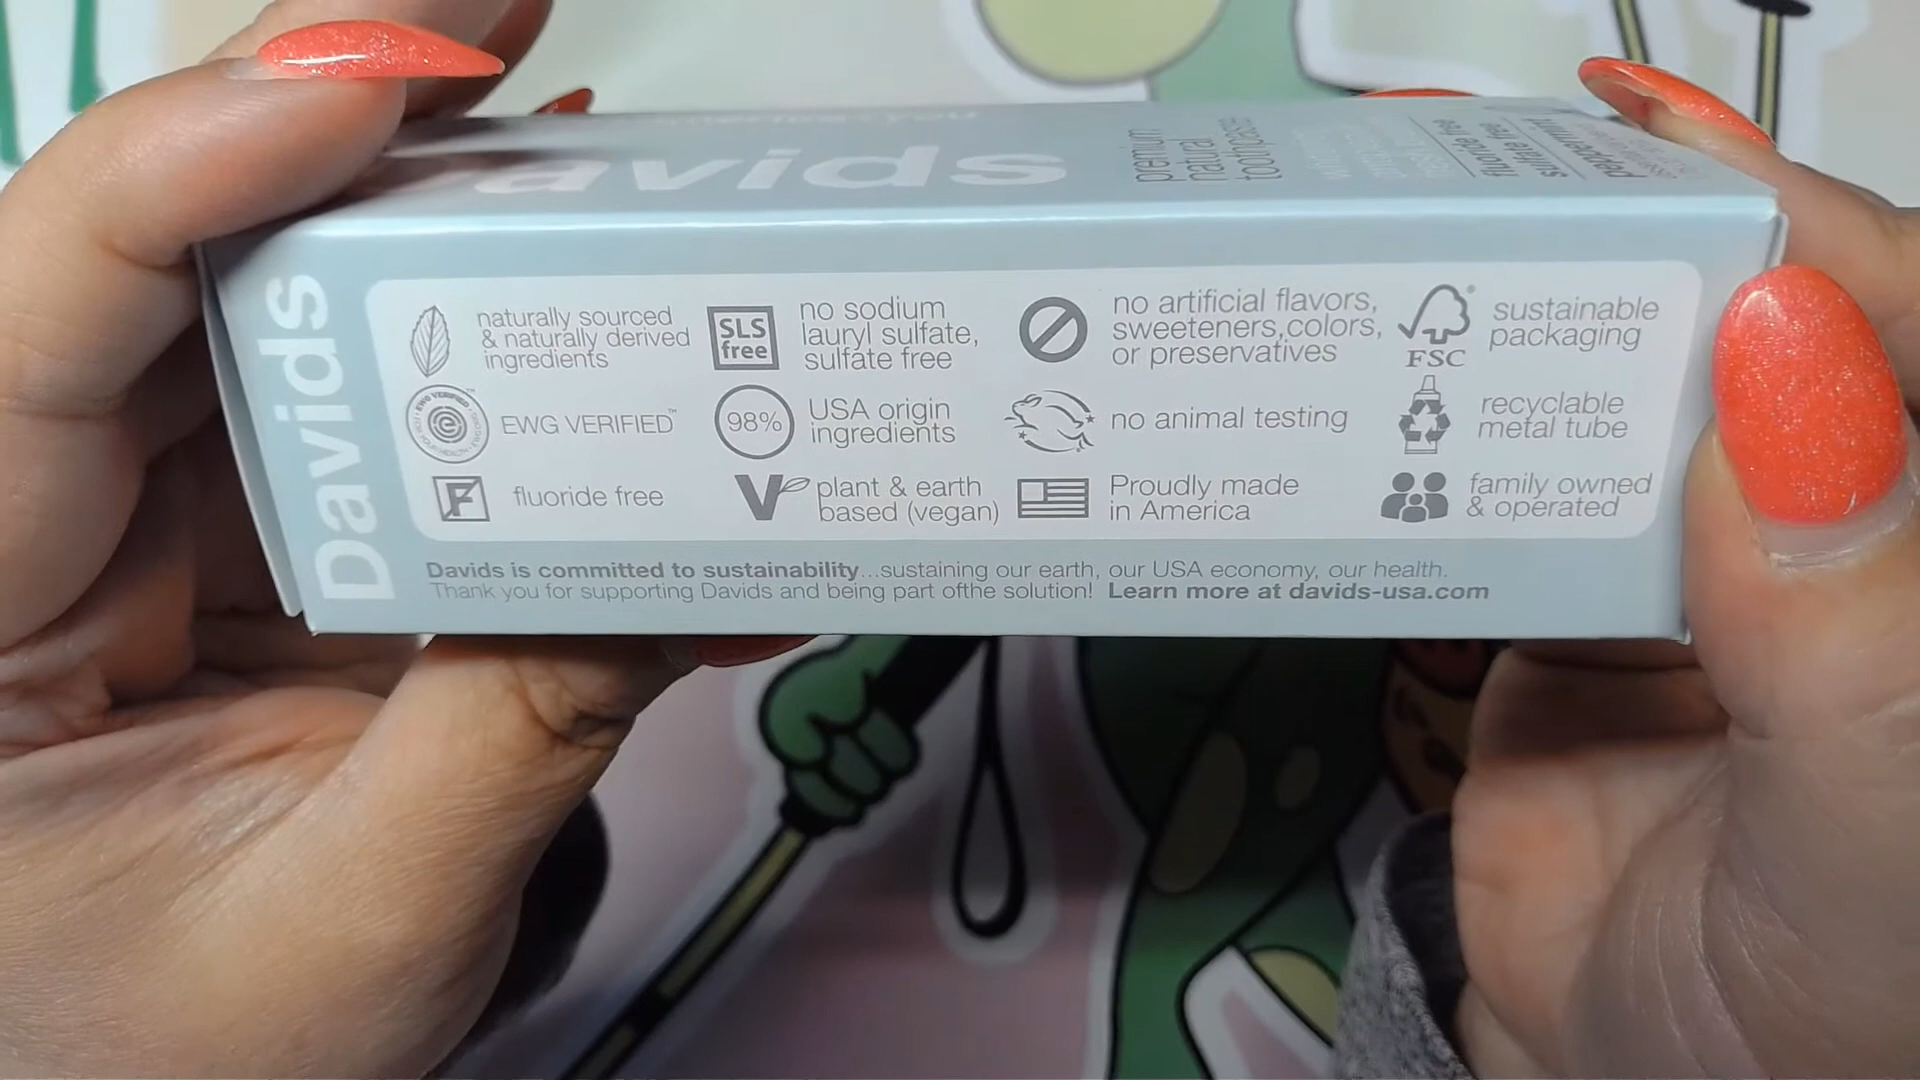 Davids
avids
premium
natural
toothpaste
fluoride free
sulfate free
peppermint
naturally sourced
& naturally derived
ingredients
SLS
free
no sodium
lauryl sulfate,
sulfate free
no artificial flavors,
sweeteners, colors,
or preservatives
FSC
sustainable
packaging
EWG VERIFIED™
98%
USA origin
ingredients
no animal testing
recyclable
metal tube
F
fluoride free
V
plant & earth
based (vegan)
Proudly made
in America
family owned
& operated
Davids is committed to sustainability...sustaining our earth, our USA economy, our health.
Thank you for supporting Davids and being part ofthe solution! Learn more at davids-usa.com